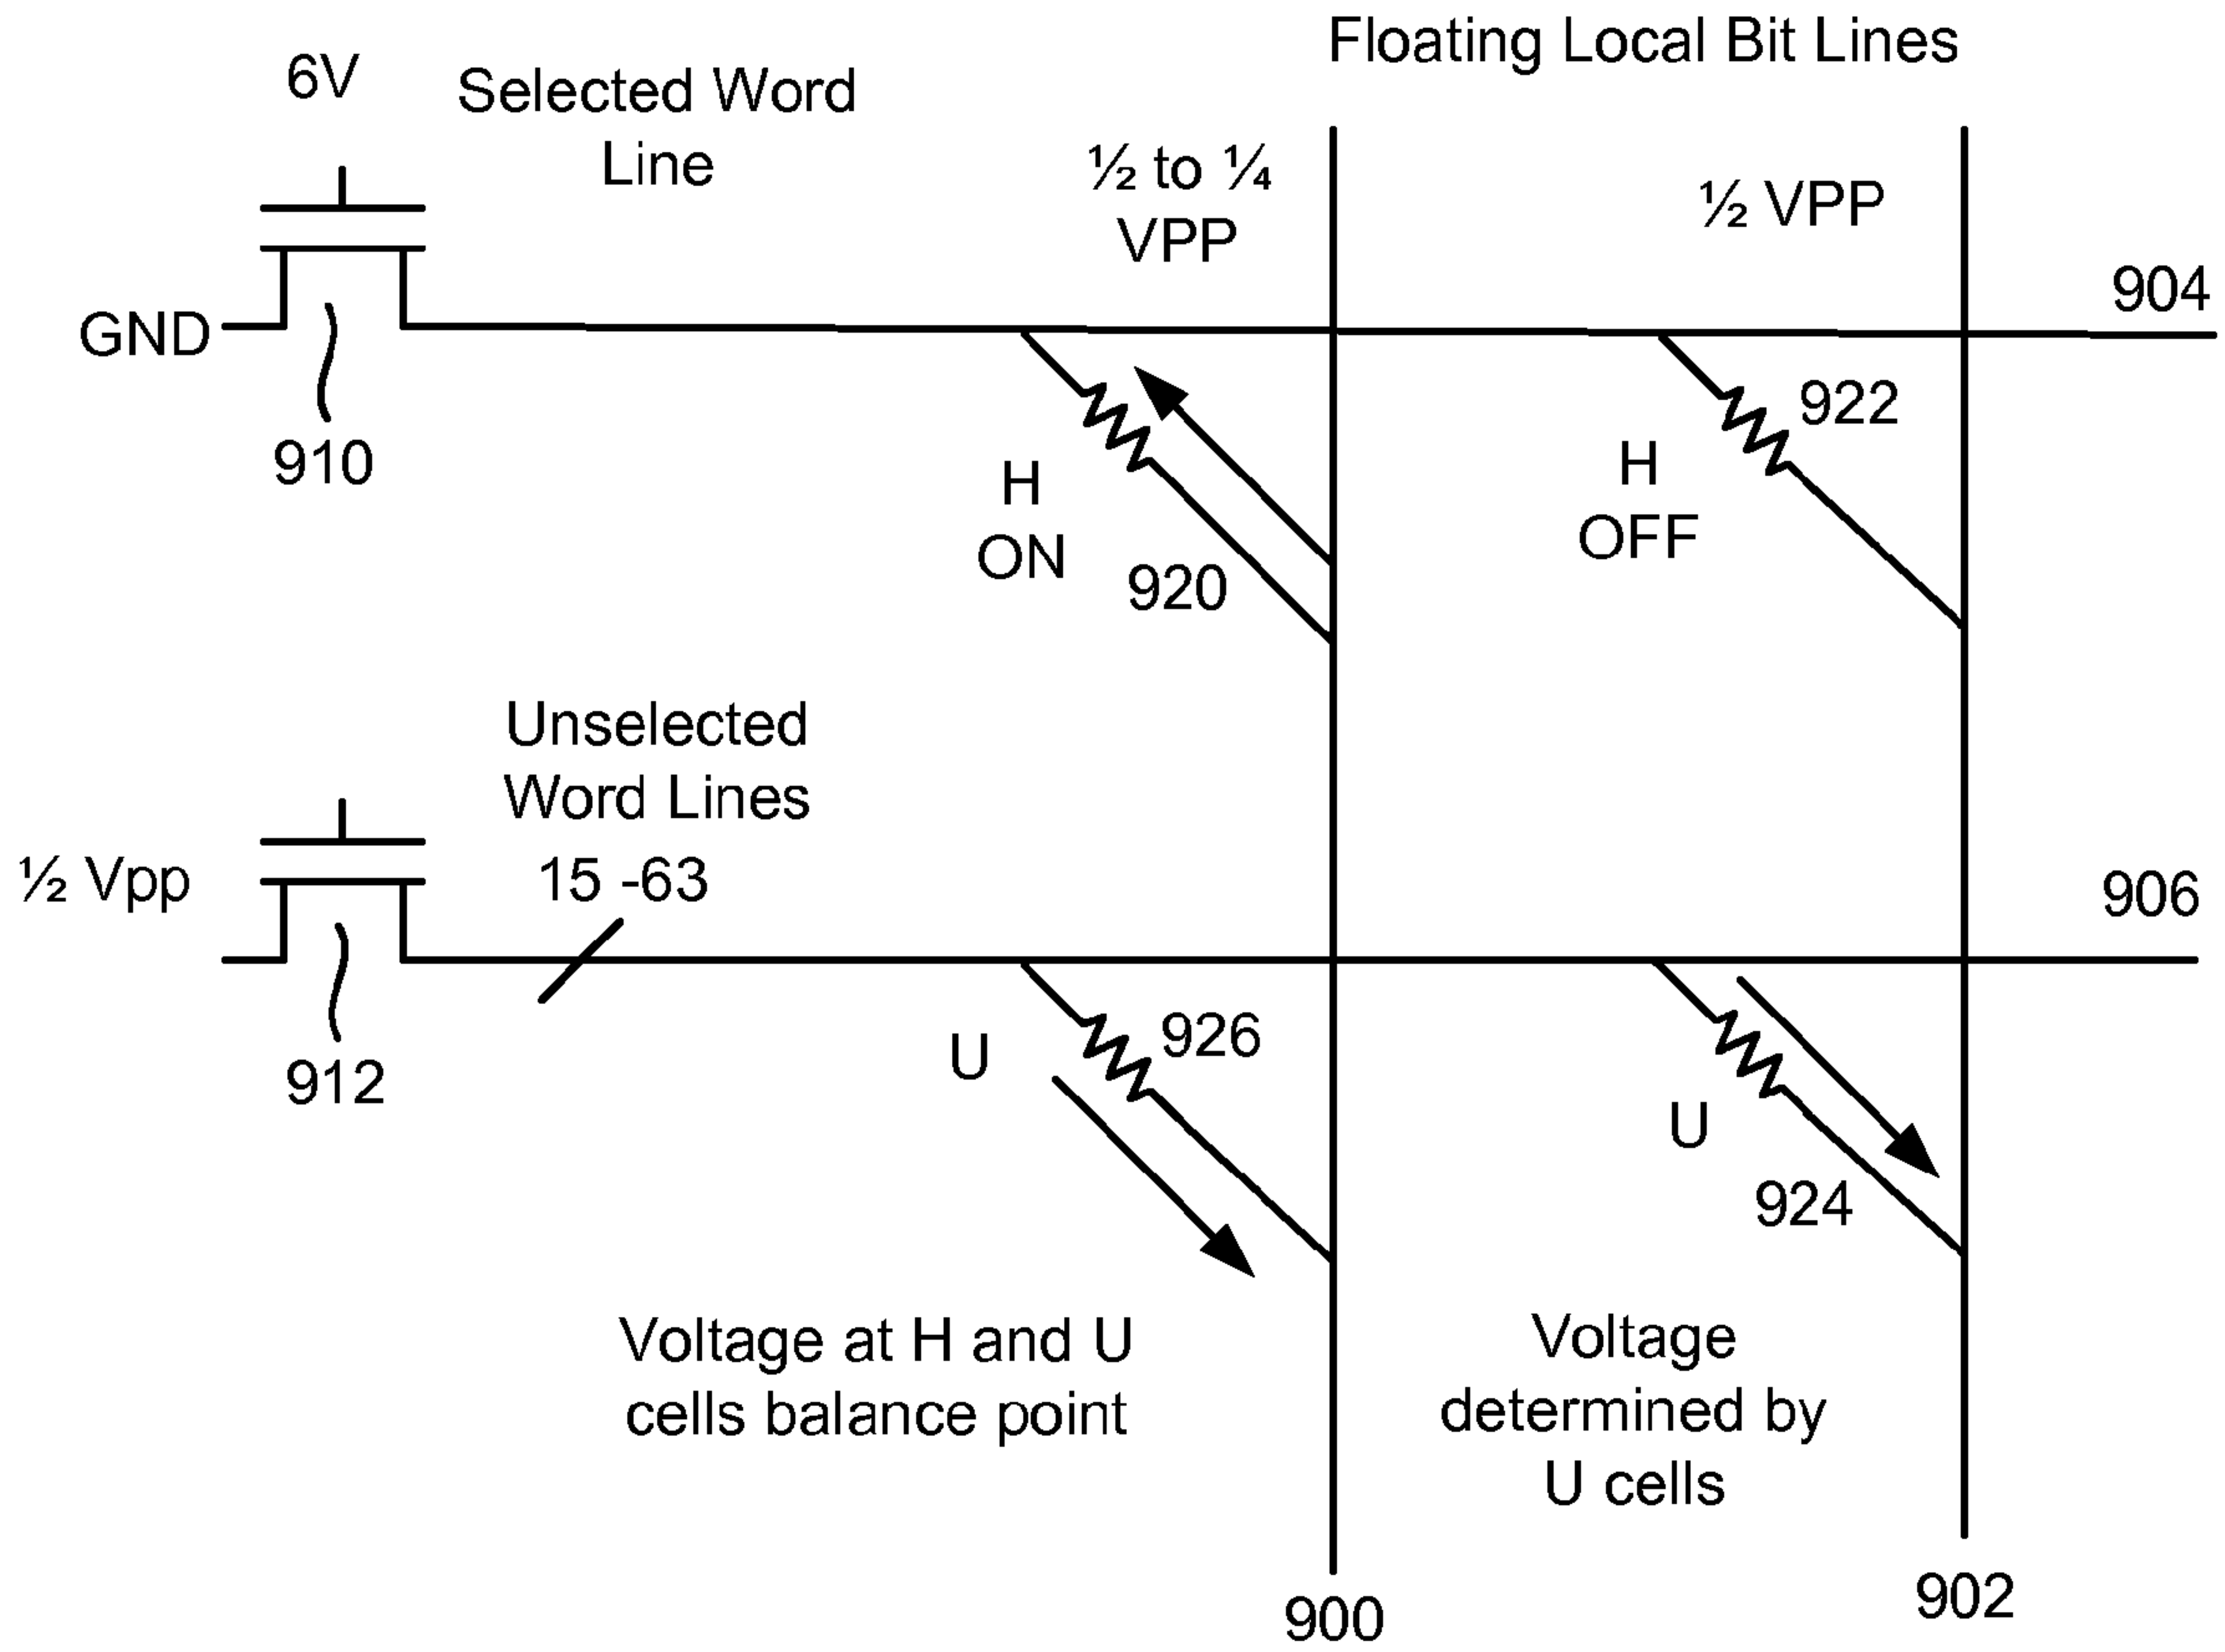 Floating Local Bit Lines
6V
Selected Word
Line
½ to ¼
VPP
½ VPP
904
GND
910
H
ON
920
922
H
OFF
Unselected
Word Lines
15 -63
½ Vpp
906
912
U
926
U
924
Voltage at H and U
cells balance point
Voltage
determined by
U cells
900
902